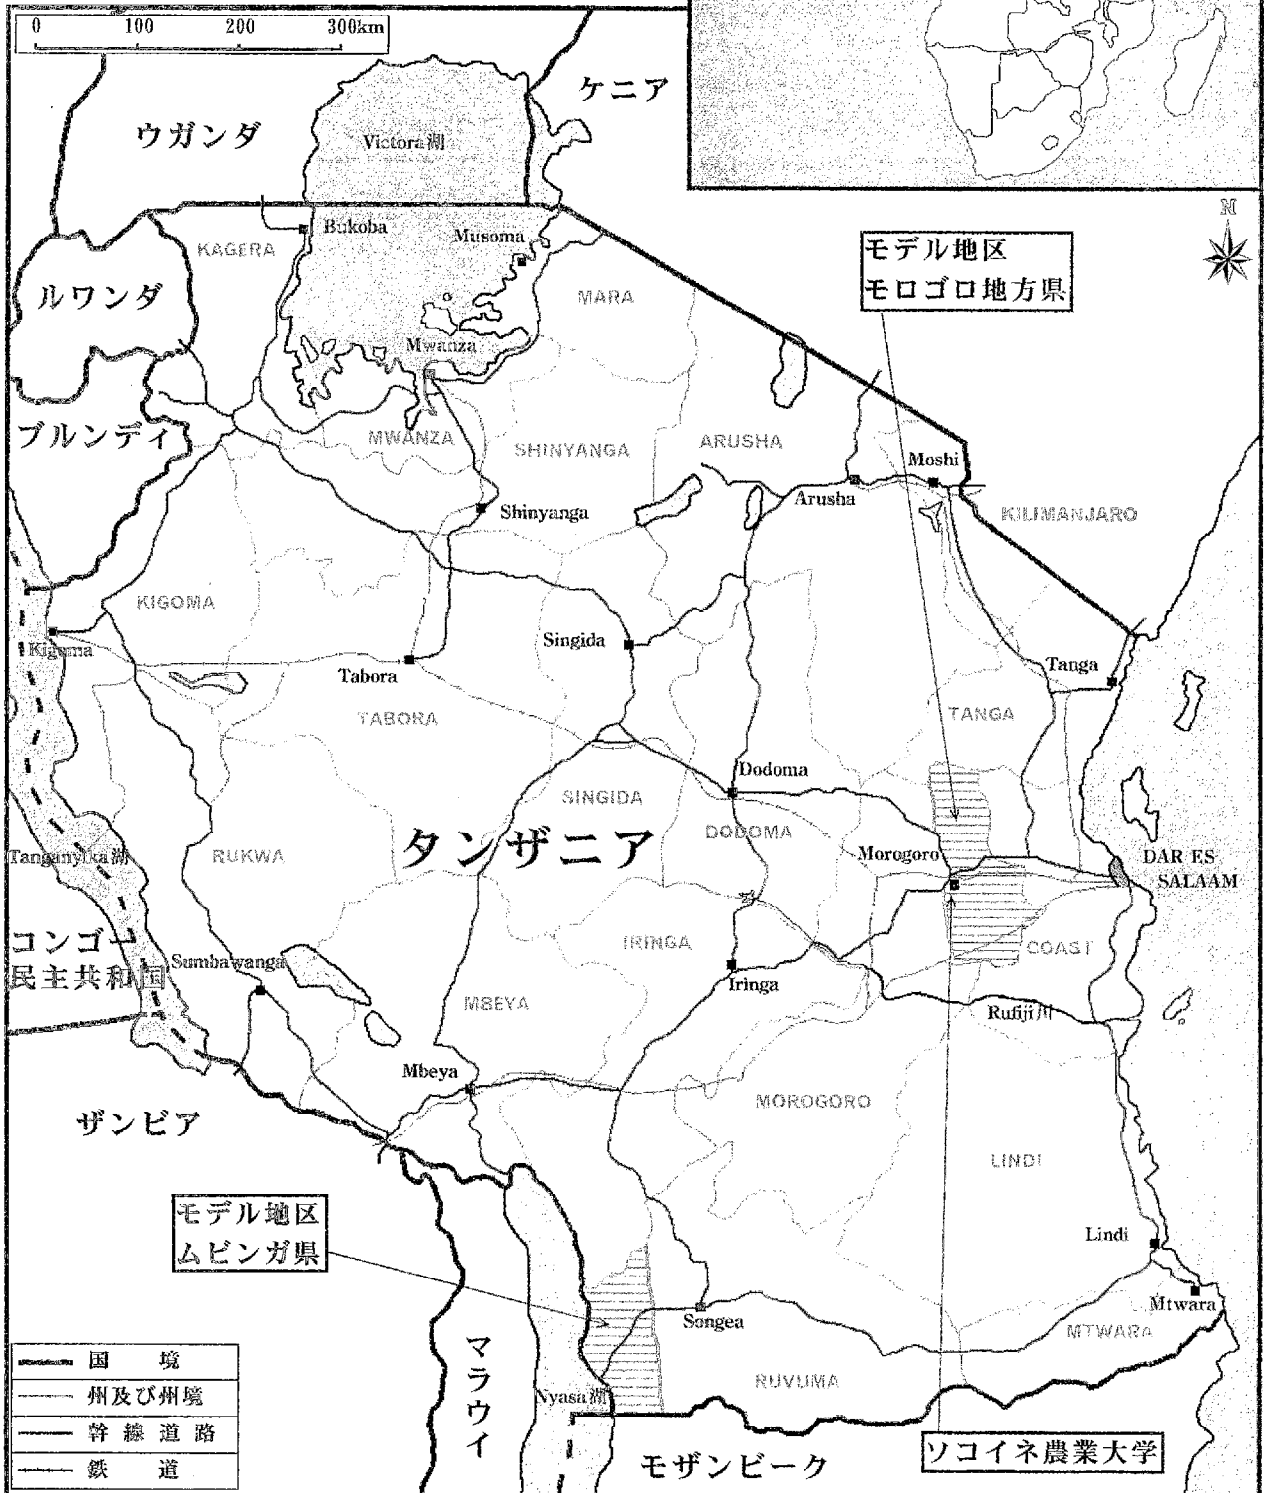 0 100 200 300km
ケニア
ウガンダ
Victora湖
N
Bukoba
Musoma
KAGERA
モデル地区
モロゴロ地方県
ルワンダ
MARA
Mwanza
ブルンディ
MWANZA
SHINYANGA
ARUSHA
Moshi
Arusha
Shinyanga
KILIMANJARO
KIGOMA
Kigoma
Singida
Tabora
Tanga
TABORA
TANGA
Dodoma
SINGIDA
DODOMA
タンザニア
Tanganyika湖
RUKWA
Morogoro
DAR ES
SALAAM
コンゴー
民主共和国
Sumbawanga
IRINGA
COAST
Iringa
MBEYA
Rufiji川
Mbeya
MOROGORO
ザンビア
LINDI
モデル地区
ムビンガ県
Lindi
Mtwara
Songea
MTWARA
マラウイ
Nyasa湖
RUVUMA
国境
州及び州境
幹線道路
鉄道
モザンビーク
ソコイネ農業大学